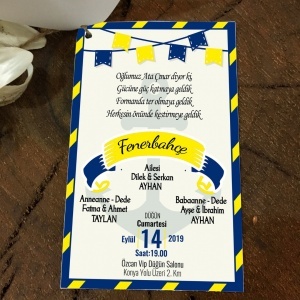 Oğlumuz Ata Çınar diyor ki,
Gücüne güç katmaya geldik
Formanda ter olmaya geldik
Herkesin önünde kestirmeye geldik
Fenerbahçe
Ailesi
Dilek & Serkan
AYHAN
Anneanne - Dede
Fatma & Ahmet
TAYLAN
Babaanne - Dede
Ayşe & İbrahim
AYHAN
DÜĞÜN
Cumartesi
Eylül 14 2019
Saat:19.00
Özcan Vip Düğün Salonu
Konya Yolu Üzeri 2. Km